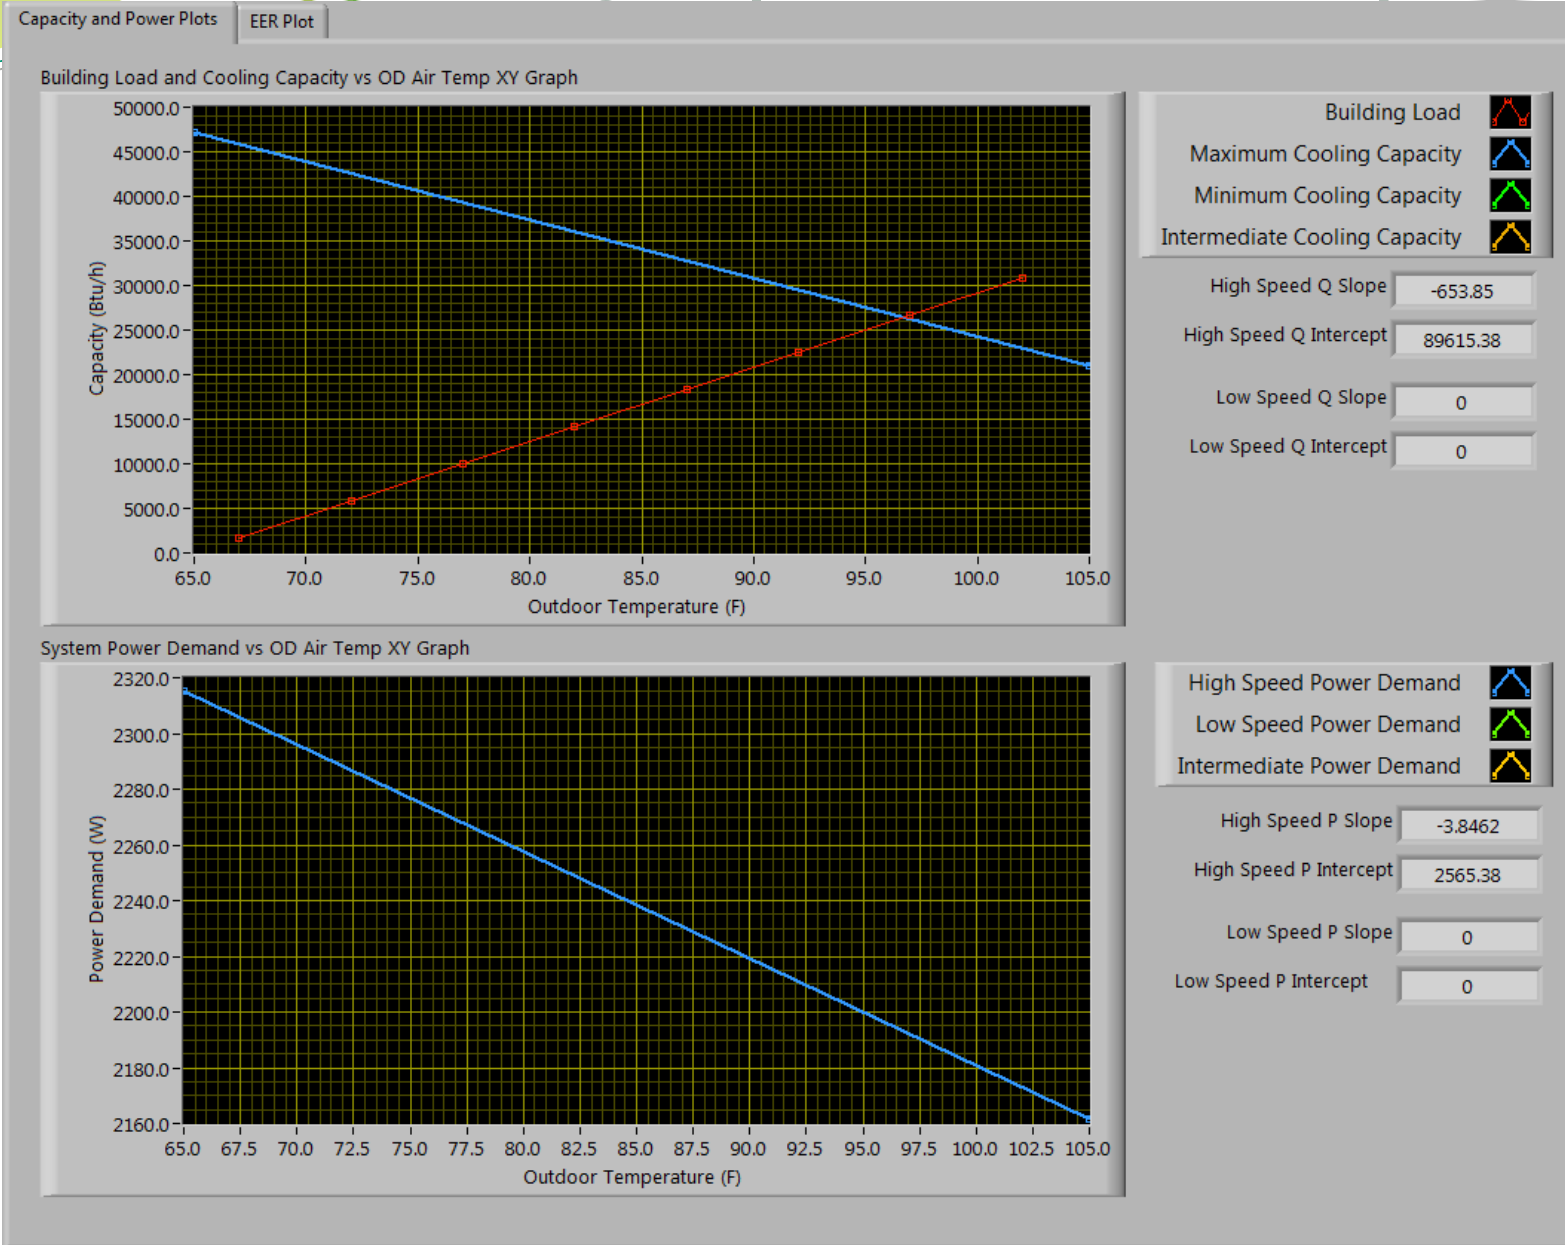 Capacity and Power Plots
EER Plot
Building Load and Cooling Capacity vs OD Air Temp XY Graph
50000.0
45000.0
40000.0
35000.0
30000.0
25000.0
20000.0
15000.0
10000.0
5000.0
0.0
Capacity (Btu/h)
65.0 70.0 75.0 80.0 85.0 90.0 95.0 100.0 105.0
Outdoor Temperature (F)
Building Load
Maximum Cooling Capacity
Minimum Cooling Capacity
Intermediate Cooling Capacity
High Speed Q Slope -653.85
High Speed Q Intercept 89615.38
Low Speed Q Slope 0
Low Speed Q Intercept 0
System Power Demand vs OD Air Temp XY Graph
2320.0
2300.0
2280.0
2260.0
2240.0
2220.0
2200.0
2180.0
2160.0
Power Demand (W)
65.0 67.5 70.0 72.5 75.0 77.5 80.0 82.5 85.0 87.5 90.0 92.5 95.0 97.5 100.0 102.5 105.0
Outdoor Temperature (F)
High Speed Power Demand
Low Speed Power Demand
Intermediate Power Demand
High Speed P Slope -3.8462
High Speed P Intercept 2565.38
Low Speed P Slope 0
Low Speed P Intercept 0